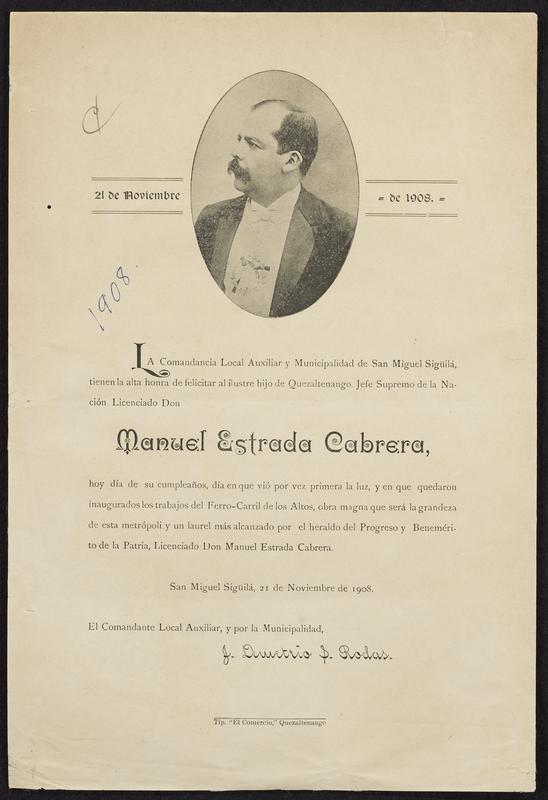 21 de Noviembre = de 1908. =
1908.
LA Comandancia Local Auxiliar y Municipalidad de San Miguel Sigüilá,
tienen la alta honra de felicitar al ilustre hijo de Quezaltenango. Jefe Supremo de la Na-
ción Licenciado Don
Manuel Estrada Cabrera,
hoy día de su cumpleaños, día en que vió por vez primera la luz, y en que quedaron
inaugurados los trabajos del Ferro-Carril de los Altos, obra magna que será la grandeza
de esta metrópoli y un laurel más alcanzado por el heraldo del Progreso y Beneméri-
to de la Patria, Licenciado Don Manuel Estrada Cabrera.
San Miguel Sigüilá, 21 de Noviembre de 1908.
El Comandante Local Auxiliar, y por la Municipalidad,
J. Dmetrio S. Rodas.
Tip. "El Comercio," Quezaltenango